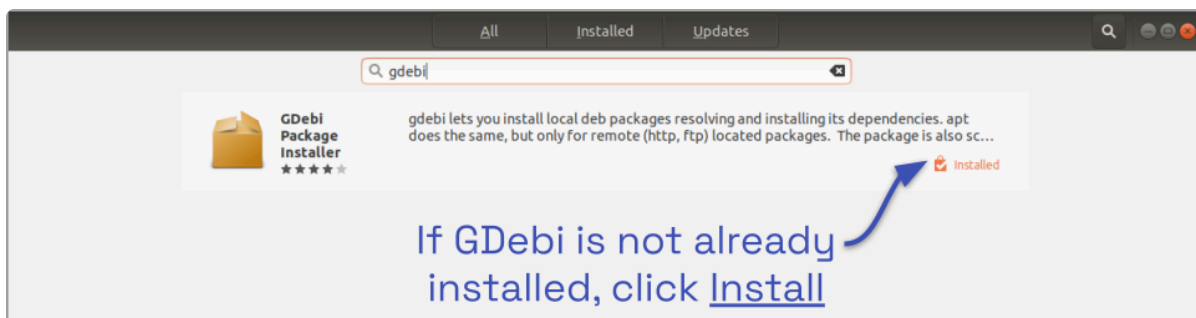 All Installed Updates
gdebi
GDebi
Package
Installer
gdebi lets you install local deb packages resolving and installing its dependencies. apt
does the same, but only for remote (http, ftp) located packages. The package is also sc...
Installed
If GDebi is not already
installed, click Install